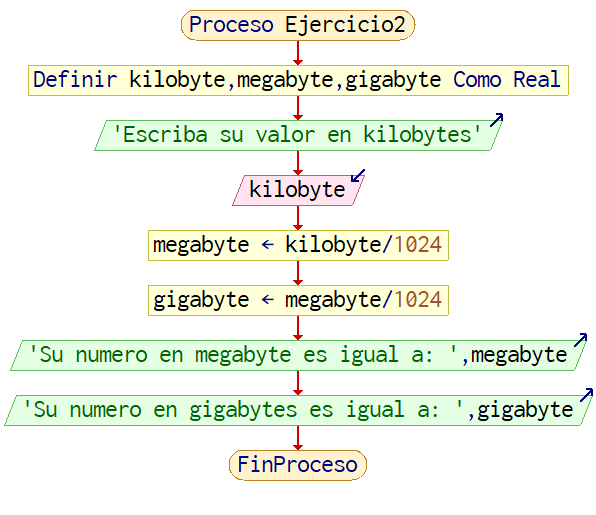 Proceso Ejercicio2
Definir kilobyte,megabyte,gigabyte Como Real
'Escriba su valor en kilobytes'
kilobyte
megabyte ← kilobyte/1024
gigabyte ← megabyte/1024
'Su numero en megabyte es igual a: ',megabyte
'Su numero en gigabytes es igual a: ',gigabyte
FinProceso